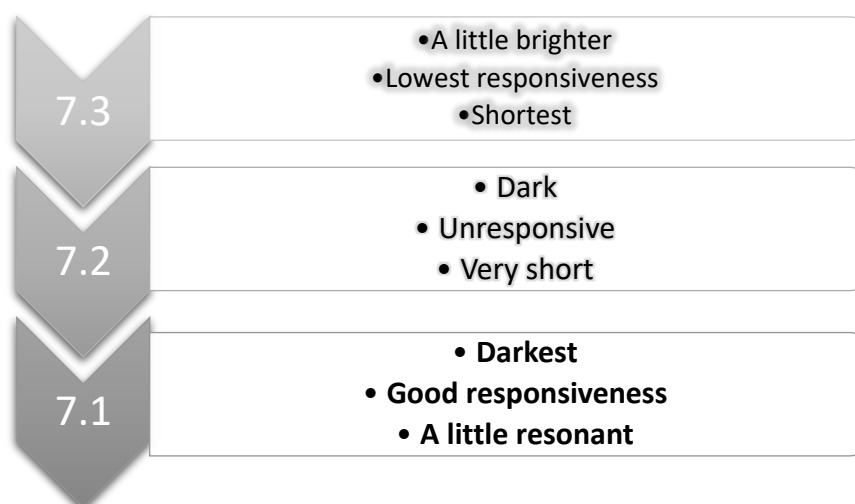 7.3
•A little brighter
•Lowest responsiveness
•Shortest
7.2
• Dark
• Unresponsive
• Very short
7.1
• Darkest
• Good responsiveness
• A little resonant